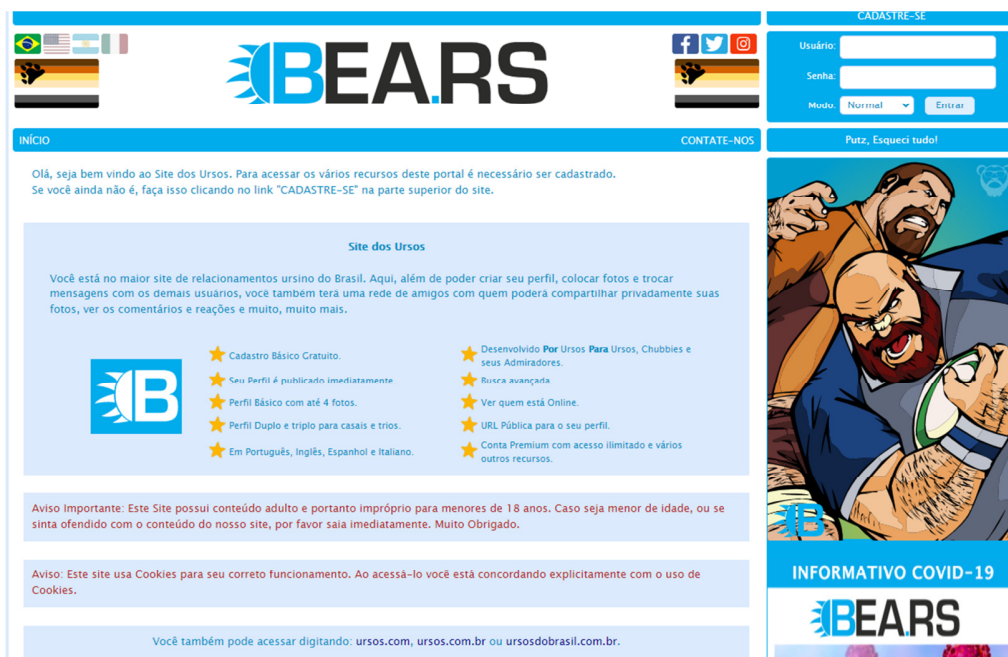 CADASTRE-SE
BEA.RS
Usuário:
Senha:
Modo. Normal Entrar
INÍCIO CONTATE-NOS
Putz, Esqueci tudo!
Olá, seja bem vindo ao Site dos Ursos. Para acessar os vários recursos deste portal é necessário ser cadastrado.
Se você ainda não é, faça isso clicando no link "CADASTRE-SE" na parte superior do site.
Site dos Ursos
Você está no maior site de relacionamentos ursino do Brasil. Aqui, além de poder criar seu perfil, colocar fotos e trocar
mensagens com os demais usuários, você também terá uma rede de amigos com quem poderá compartilhar privadamente suas
fotos, ver os comentários e reações e muito, muito mais.
B
Cadastro Básico Gratuito.
Seu Perfil é publicado imediatamente
Perfil Básico com até 4 fotos.
Perfil Duplo e triplo para casais e trios.
Em Português, Inglês, Espanhol e Italiano.
Desenvolvido Por Ursos Para Ursos, Chubbies e
seus Admiradores.
Busca avançada
Ver quem está Online.
URL Pública para o seu perfil.
Conta Premium com acesso ilimitado e vários
outros recursos.
B
Aviso Importante: Este Site possui conteúdo adulto e portanto impróprio para menores de 18 anos. Caso seja menor de idade, ou se
sinta ofendido com o conteúdo do nosso site, por favor saia imediatamente. Muito Obrigado.
Aviso: Este site usa Cookies para seu correto funcionamento. Ao acessá-lo você está concordando explicitamente com o uso de
Cookies.
INFORMATIVO COVID-19
BEA.RS
Você também pode acessar digitando: ursos.com, ursos.com.br ou ursosdobrasil.com.br.